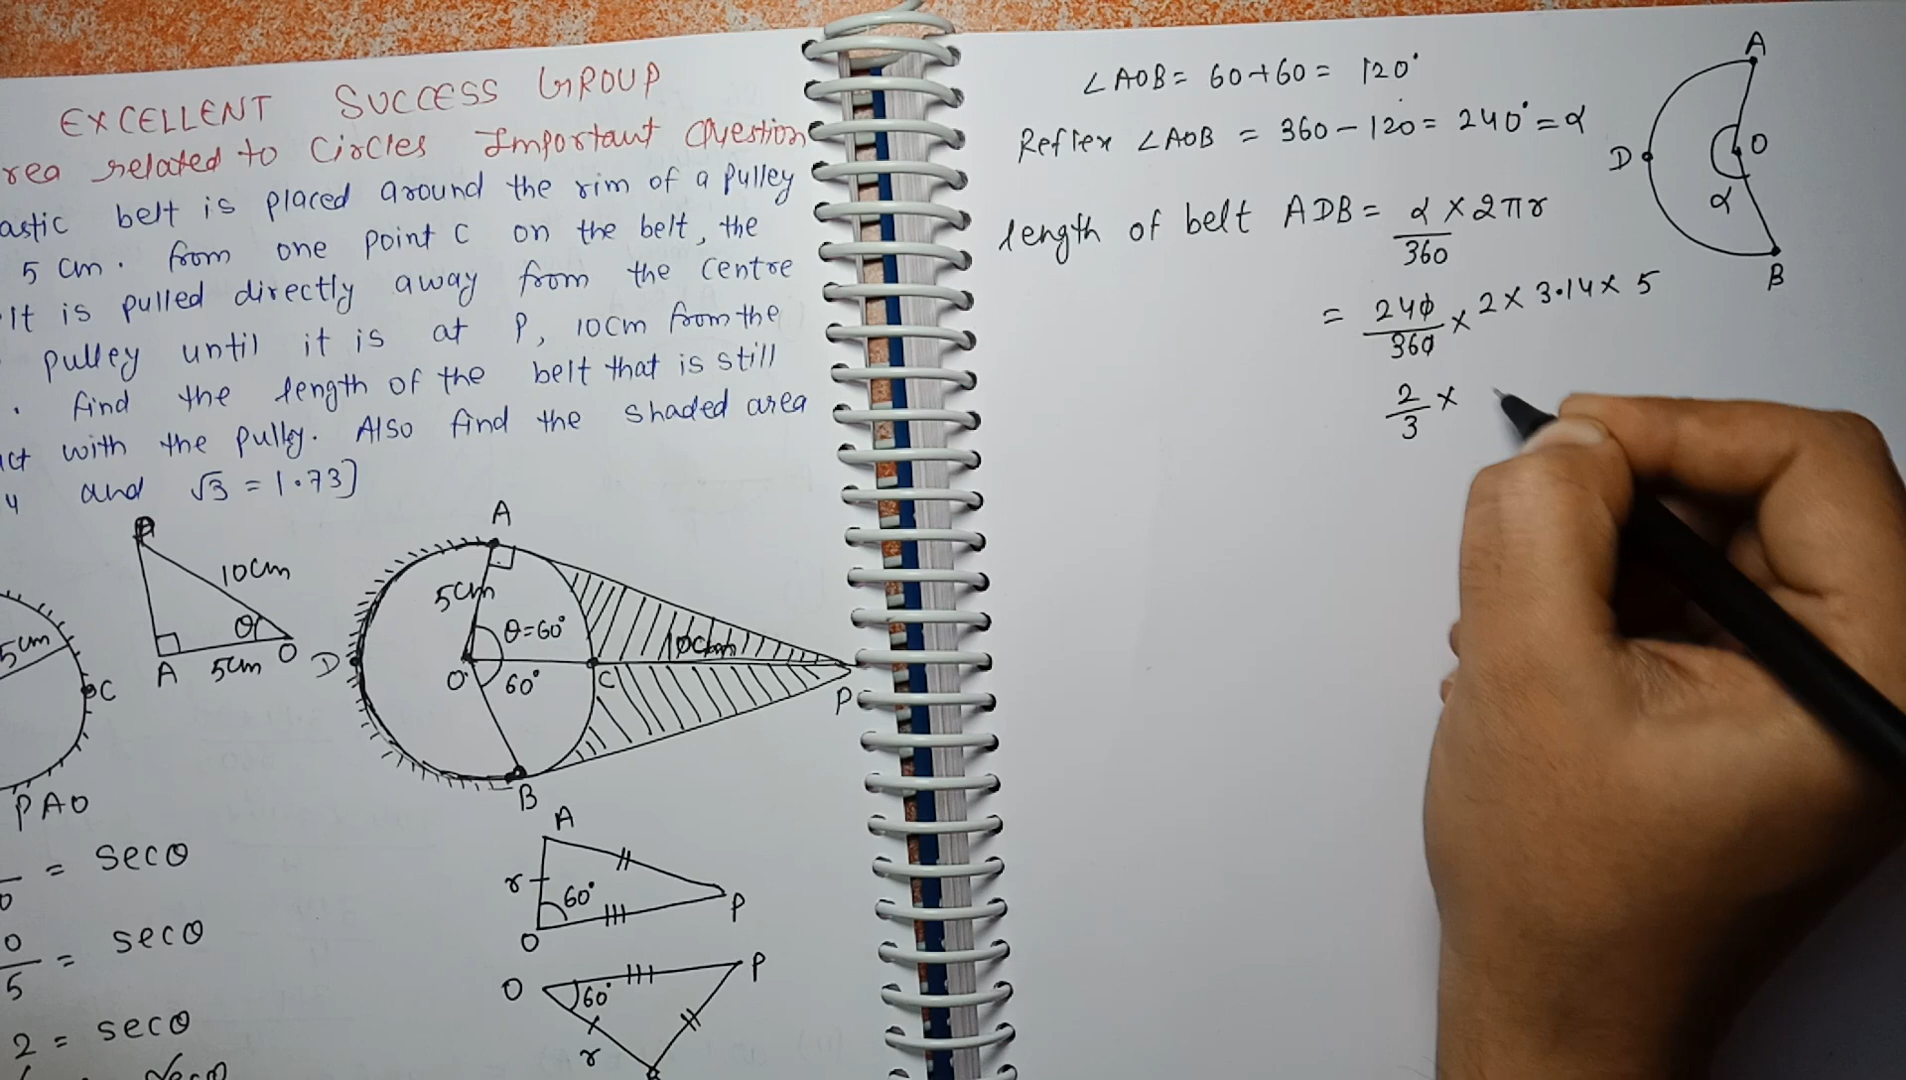 EXCELLENT SUCCESS GROUP
rea related to Circles Important Question
astic belt is placed around the rim of a pulley
5 cm. from one point C on the belt, the
It is pulled directly away from the centre
pulley until it is at P, 10cm from the
. find the length of the belt that is still
act with the pulley. Also find the shaded area
4 and √3 = 1.73]
10cm
θ
A 5cm O
5cm
C
PAO
= secθ
0
5 = secθ
2 = secθ
secθ
A
5cm
θ=60°
10cm
D
O
60°
C
P
B
A
r
60°
O
P
O
60°
P
r
∠AOB = 60+60 = 120°
Reflex ∠AOB = 360-120 = 240° = α
length of belt ADB = α/360 × 2πr
= 240/360 × 2 × 3.14 × 5
2/3 ×
A
D
O
α
B